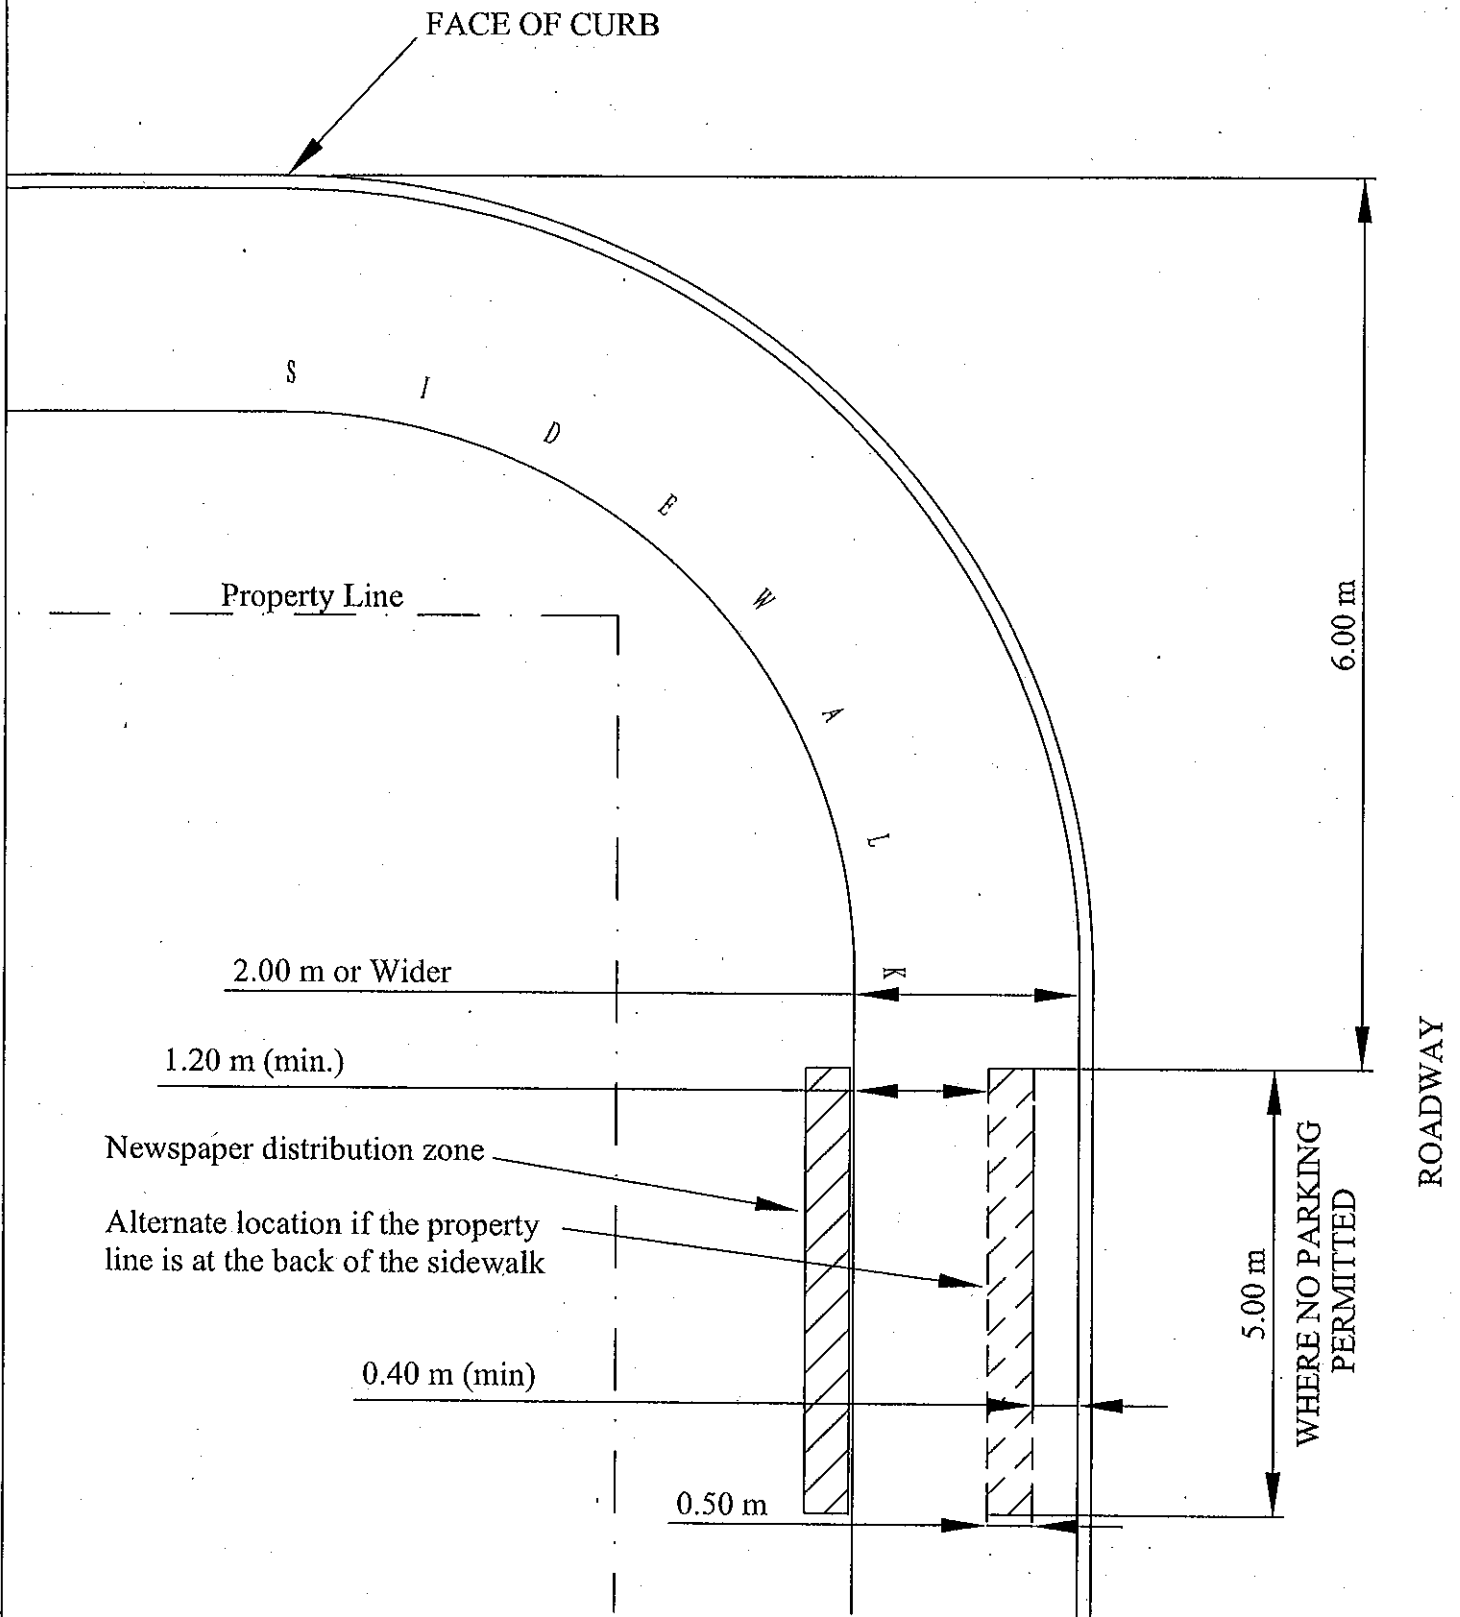 FACE OF CURB
SIDEWALK
Property Line
6.00 m
2.00 m or Wider
1.20 m (min.)
Newspaper distribution zone
Alternate location if the property
line is at the back of the sidewalk
0.40 m (min)
0.50 m
5.00 m
WHERE NO PARKING
PERMITTED
ROADWAY